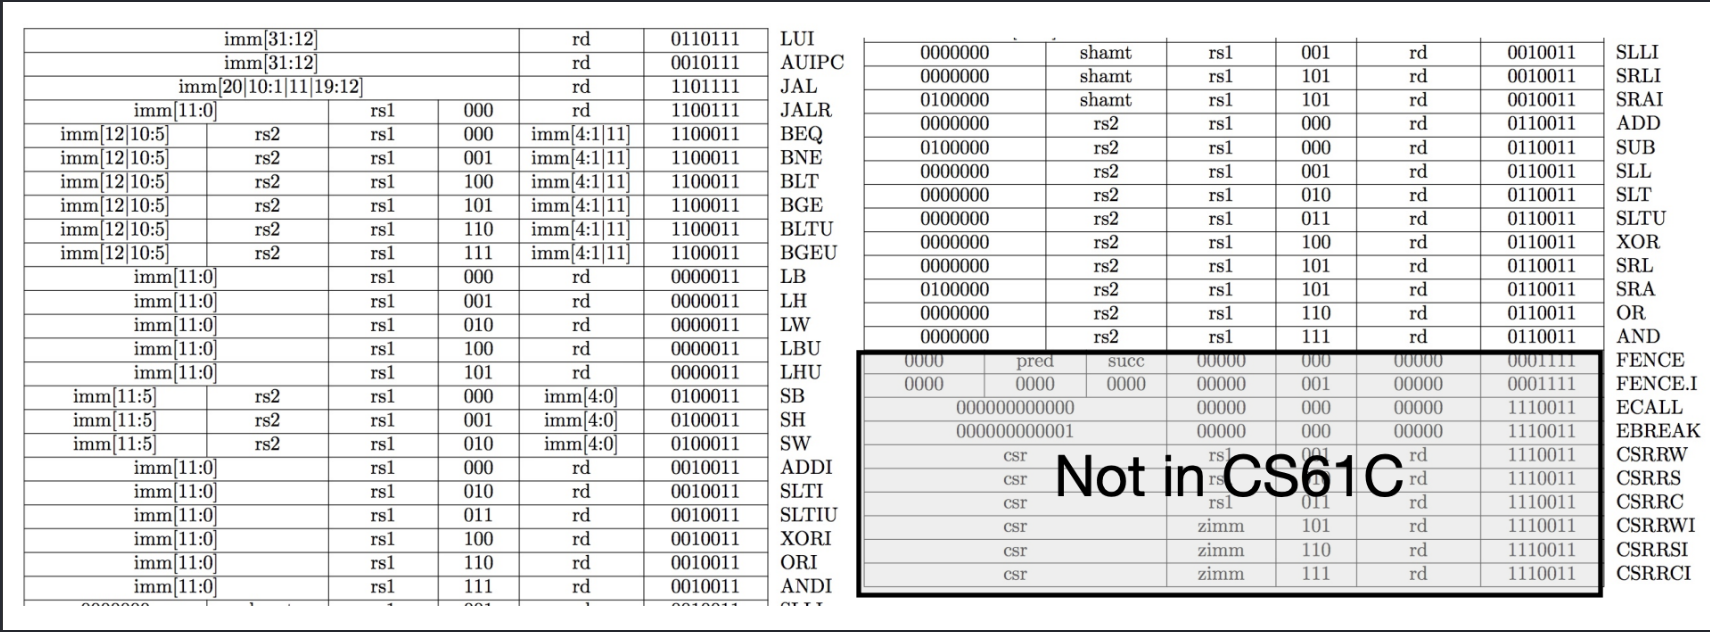 imm[31:12] rd 0110111 LUI
imm[31:12] rd 0010111 AUIPC
imm[20|10:1|11|19:12] rd 1101111 JAL
imm[11:0] rs1 000 rd 1100111 JALR
imm[12|10:5] rs2 rs1 000 imm[4:1|11] 1100011 BEQ
imm[12|10:5] rs2 rs1 001 imm[4:1|11] 1100011 BNE
imm[12|10:5] rs2 rs1 100 imm[4:1|11] 1100011 BLT
imm[12|10:5] rs2 rs1 101 imm[4:1|11] 1100011 BGE
imm[12|10:5] rs2 rs1 110 imm[4:1|11] 1100011 BLTU
imm[12|10:5] rs2 rs1 111 imm[4:1|11] 1100011 BGEU
imm[11:0] rs1 000 rd 0000011 LB
imm[11:0] rs1 001 rd 0000011 LH
imm[11:0] rs1 010 rd 0000011 LW
imm[11:0] rs1 100 rd 0000011 LBU
imm[11:0] rs1 101 rd 0000011 LHU
imm[11:5] rs2 rs1 000 imm[4:0] 0100011 SB
imm[11:5] rs2 rs1 001 imm[4:0] 0100011 SH
imm[11:5] rs2 rs1 010 imm[4:0] 0100011 SW
imm[11:0] rs1 000 rd 0010011 ADDI
imm[11:0] rs1 010 rd 0010011 SLTI
imm[11:0] rs1 011 rd 0010011 SLTIU
imm[11:0] rs1 100 rd 0010011 XORI
imm[11:0] rs1 110 rd 0010011 ORI
imm[11:0] rs1 111 rd 0010011 ANDI
0000000 shamt rs1 001 rd 0010011 SLLI
0000000 shamt rs1 101 rd 0010011 SRLI
0100000 shamt rs1 101 rd 0010011 SRAI
0000000 rs2 rs1 000 rd 0110011 ADD
0100000 rs2 rs1 000 rd 0110011 SUB
0000000 rs2 rs1 001 rd 0110011 SLL
0000000 rs2 rs1 010 rd 0110011 SLT
0000000 rs2 rs1 011 rd 0110011 SLTU
0000000 rs2 rs1 100 rd 0110011 XOR
0000000 rs2 rs1 101 rd 0110011 SRL
0100000 rs2 rs1 101 rd 0110011 SRA
0000000 rs2 rs1 110 rd 0110011 OR
0000000 rs2 rs1 111 rd 0110011 AND
0000 pred succ 00000 000 00000 0001111 FENCE
0000 0000 0000 00000 001 00000 0001111 FENCE.I
000000000000 00000 000 00000 1110011 ECALL
000000000001 00000 000 00000 1110011 EBREAK
csr rs1 001 rd 1110011 CSRRW
Not in CS61C
csr rd 1110011 CSRRS
csr rs1 011 rd 1110011 CSRRC
csr zimm 101 rd 1110011 CSRRWI
csr zimm 110 rd 1110011 CSRRSI
csr zimm 111 rd 1110011 CSRRCI